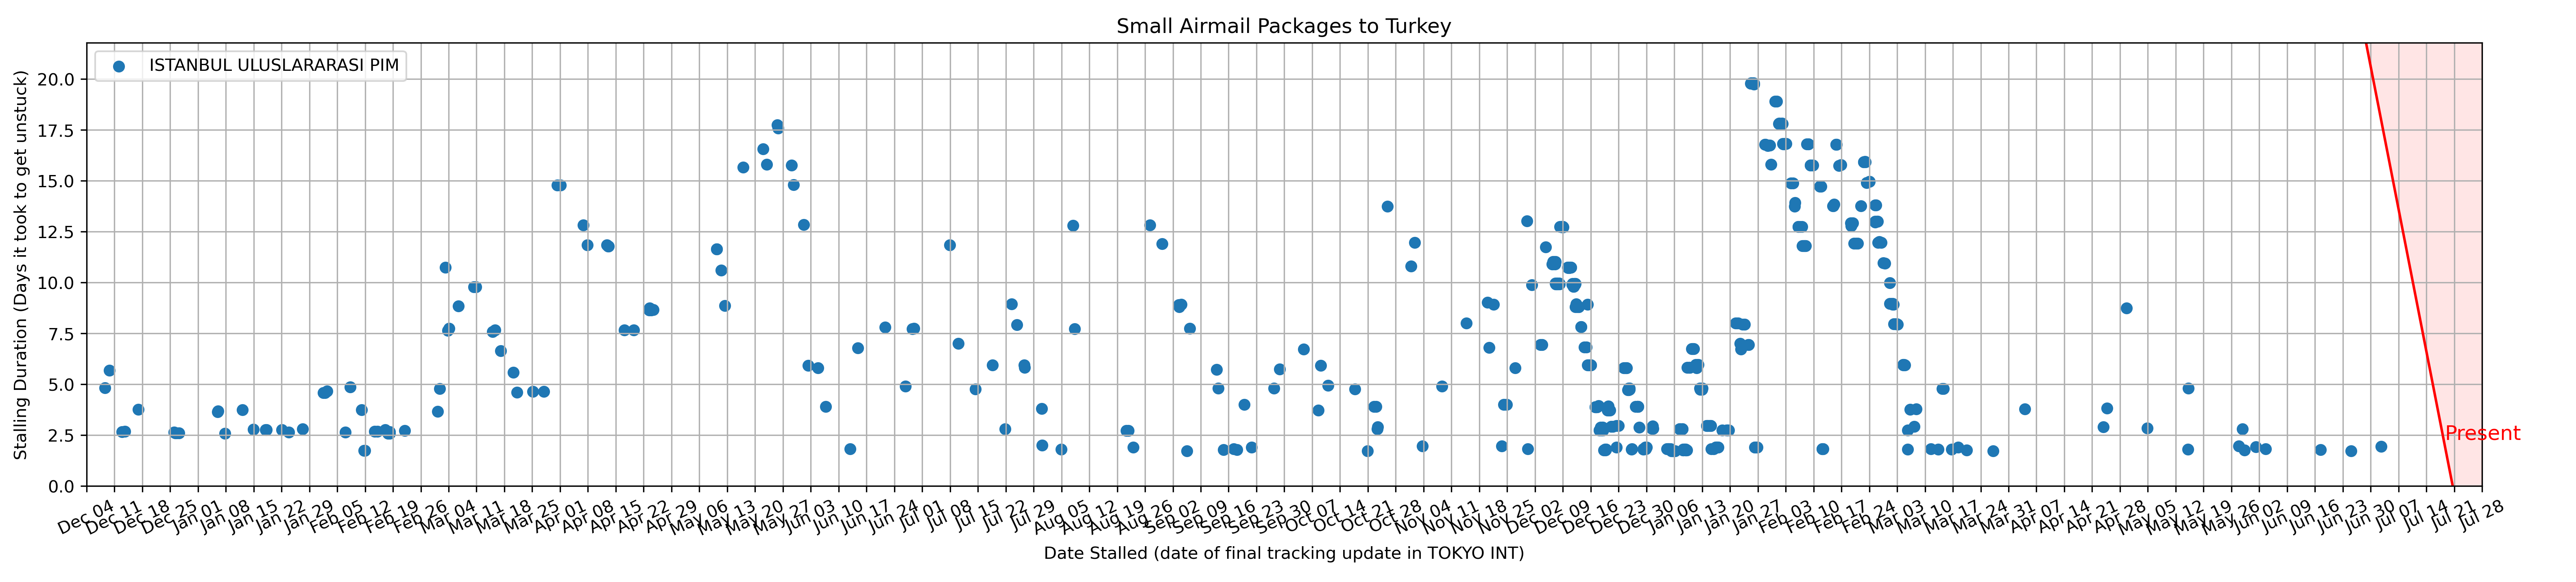 Small Airmail Packages to Turkey
ISTANBUL ULUSLARARASI PIM
Stalling Duration (Days it took to get unstuck)
20.0
17.5
15.0
12.5
10.0
7.5
5.0
2.5
0.0
Present
Dec 04 Dec 11 Dec 18 Dec 25 Jan 01 Jan 08 Jan 15 Jan 22 Jan 29 Feb 05 Feb 12 Feb 19 Feb 26 Mar 04 Mar 11 Mar 18 Mar 25 Apr 01 Apr 08 Apr 15 Apr 22 Apr 29 May 06 May 13 May 20 May 27 Jun 03 Jun 10 Jun 17 Jun 24 Jul 01 Jul 08 Jul 15 Jul 22 Jul 29 Aug 05 Aug 12 Aug 19 Aug 26 Sep 02 Sep 09 Sep 16 Sep 23 Sep 30 Oct 07 Oct 14 Oct 21 Oct 28 Nov 04 Nov 11 Nov 18 Nov 25 Dec 02 Dec 09 Dec 16 Dec 23 Dec 30 Jan 06 Jan 13 Jan 20 Jan 27 Feb 03 Feb 10 Feb 17 Feb 24 Mar 03 Mar 10 Mar 17 Mar 24 Mar 31 Apr 07 Apr 14 Apr 21 Apr 28 May 05 May 12 May 19 May 26 Jun 02 Jun 09 Jun 16 Jun 23 Jun 30 Jul 07 Jul 14 Jul 21 Jul 28
Date Stalled (date of final tracking update in TOKYO INT)